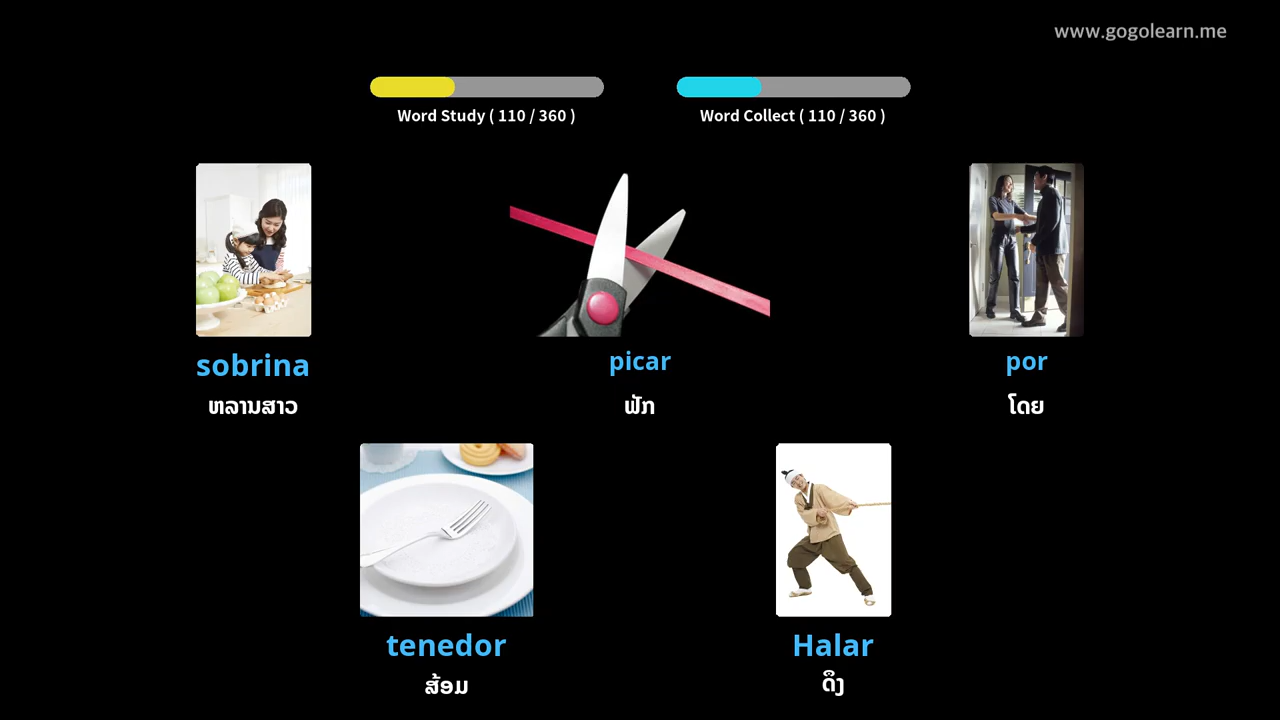 www.gogolearn.me
Word Study ( 110 / 360 )
Word Collect ( 110 / 360 )
sobrina
picar
por
ຫລານສາວ
ຟັກ
ໂດຍ
tenedor
Halar
ສ້ອມ
ດຶງ